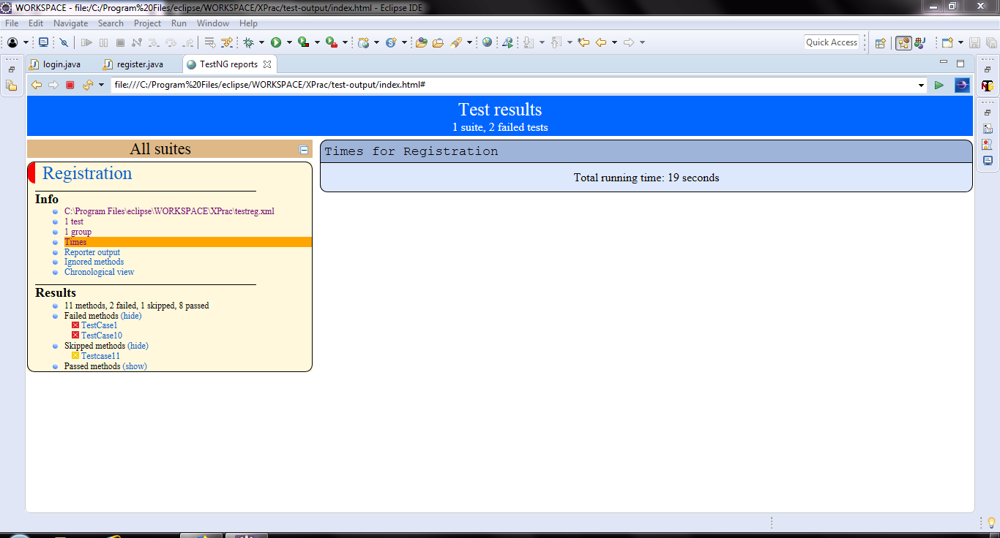 WORKSPACE - file:/C:/Program%20Files/eclipse/WORKSPACE/XPrac/test-output/index.html - Eclipse IDE
File Edit Navigate Search Project Run Window Help
Quick Access
login.java register.java TestNG reports
file:///C:/Program%20Files/eclipse/WORKSPACE/XPrac/test-output/index.html#
Test results
1 suite, 2 failed tests
All suites
Registration
Info
C:\Program Files\eclipse\WORKSPACE\XPrac\testreg.xml
1 test
1 group
Times
Reporter output
Ignored methods
Chronological view
Results
11 methods, 2 failed, 1 skipped, 8 passed
Failed methods (hide)
TestCase1
TestCase10
Skipped methods (hide)
Testcase11
Passed methods (show)
Times for Registration
Total running time: 19 seconds